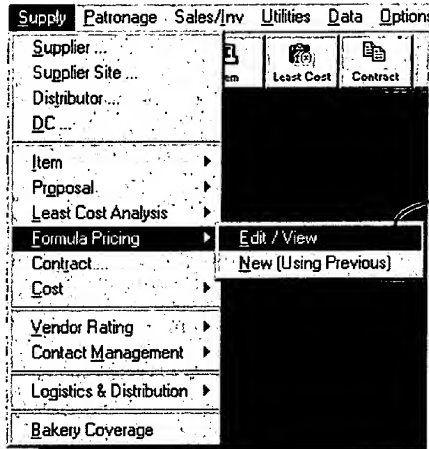 Supply Patronage Sales/Inv Utilities Data Options
Supplier ...
Supplier Site ...
Distributor ...
DC ...
Least Cost
Contract
Item
Proposal
Least Cost Analysis
Formula Pricing
Edit / View
Contract...
New (Using Previous)
Cost
Vendor Rating
Contact Management
Logistics & Distribution
Bakery Coverage